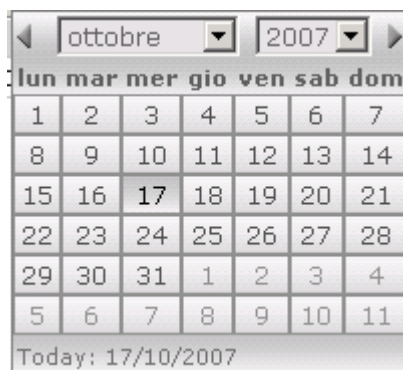 ottobre 2007
lun mar mer gio ven sab dom
1 2 3 4 5 6 7
8 9 10 11 12 13 14
15 16 17 18 19 20 21
22 23 24 25 26 27 28
29 30 31 1 2 3 4
5 6 7 8 9 10 11
Today: 17/10/2007